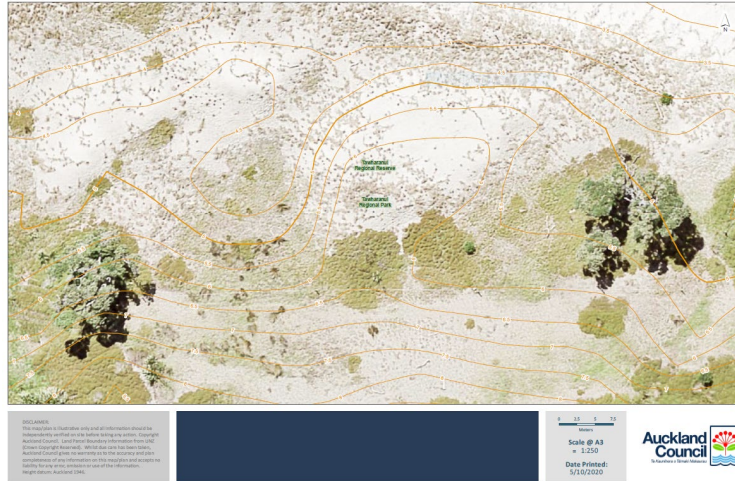 N
Tawharanui
Regional Reserve
Tawharanui
Regional Park
DISCLAIMER:
This map/plan is illustrative only and all information should be
independently verified on site before taking any action. Copyright
Auckland Council. Land Parcel Boundary information from LINZ
(Crown Copyright Reserved). Whilst due care has been taken,
Auckland Council gives no warranty as to the accuracy and plan
completeness of any information on this map/plan and accepts no
liability for any error, omission or use of the information.
Height datum: Auckland 1946.
0 2.5 5 7.5
Meters
Scale @ A3
= 1:250
Date Printed:
5/10/2020
Auckland
Council
Te Kaunihera o Tāmaki Makaurau